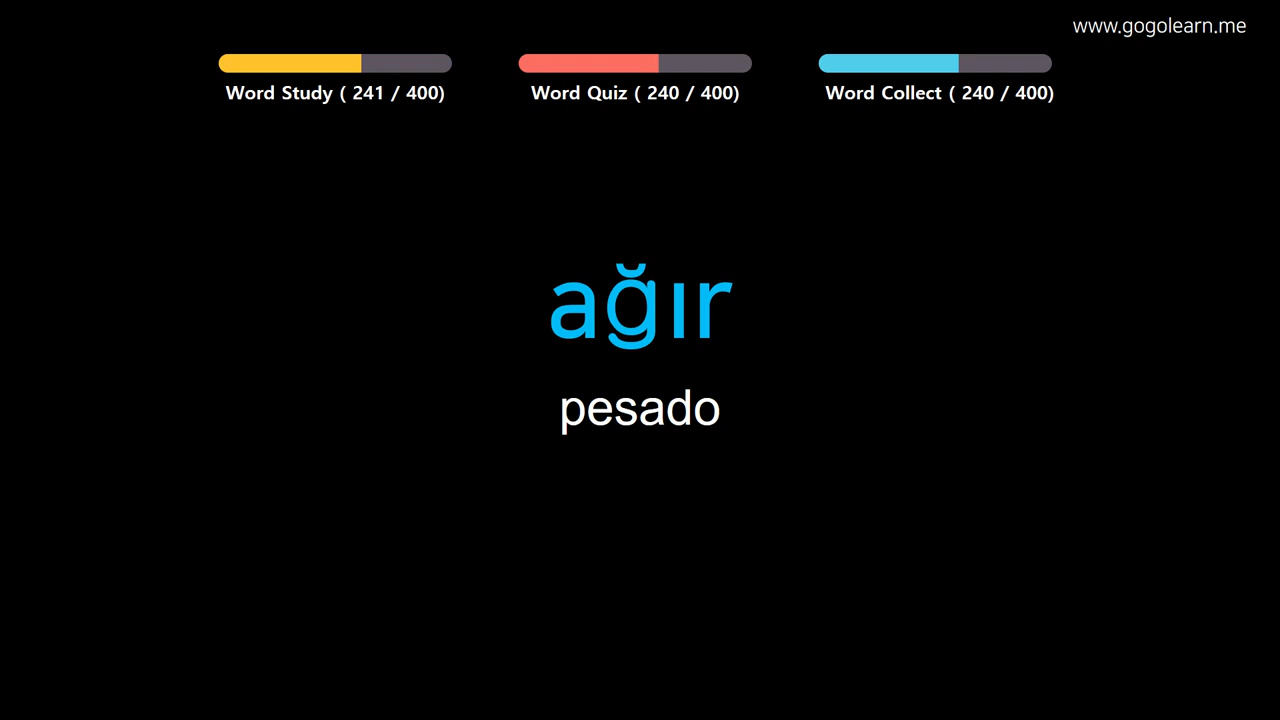 www.gogolearn.me
Word Study ( 241 / 400)
Word Quiz ( 240 / 400)
Word Collect ( 240 / 400)
ağır
pesado